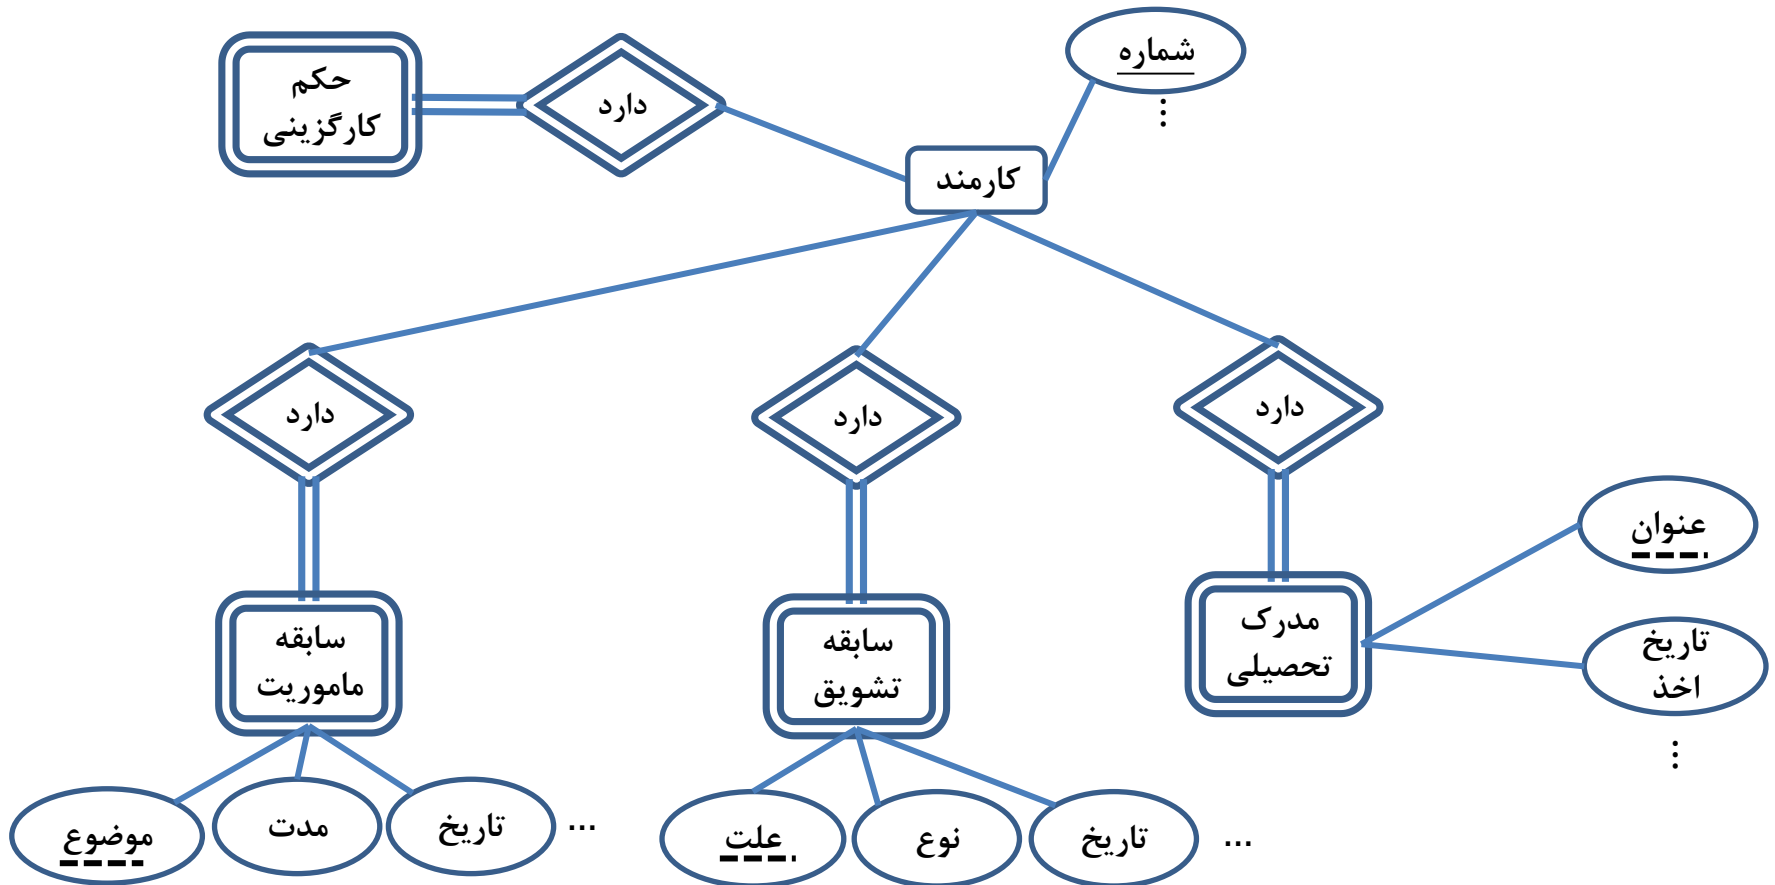 شماره
...
حکم
کارگزینی
دارد
کارمند
دارد
دارد
دارد
عنوان
مدرک
تحصیلی
تاریخ
اخذ
...
سابقه
تشویق
سابقه
ماموریت
علت
نوع
تاریخ
...
موضوع
مدت
تاریخ
...